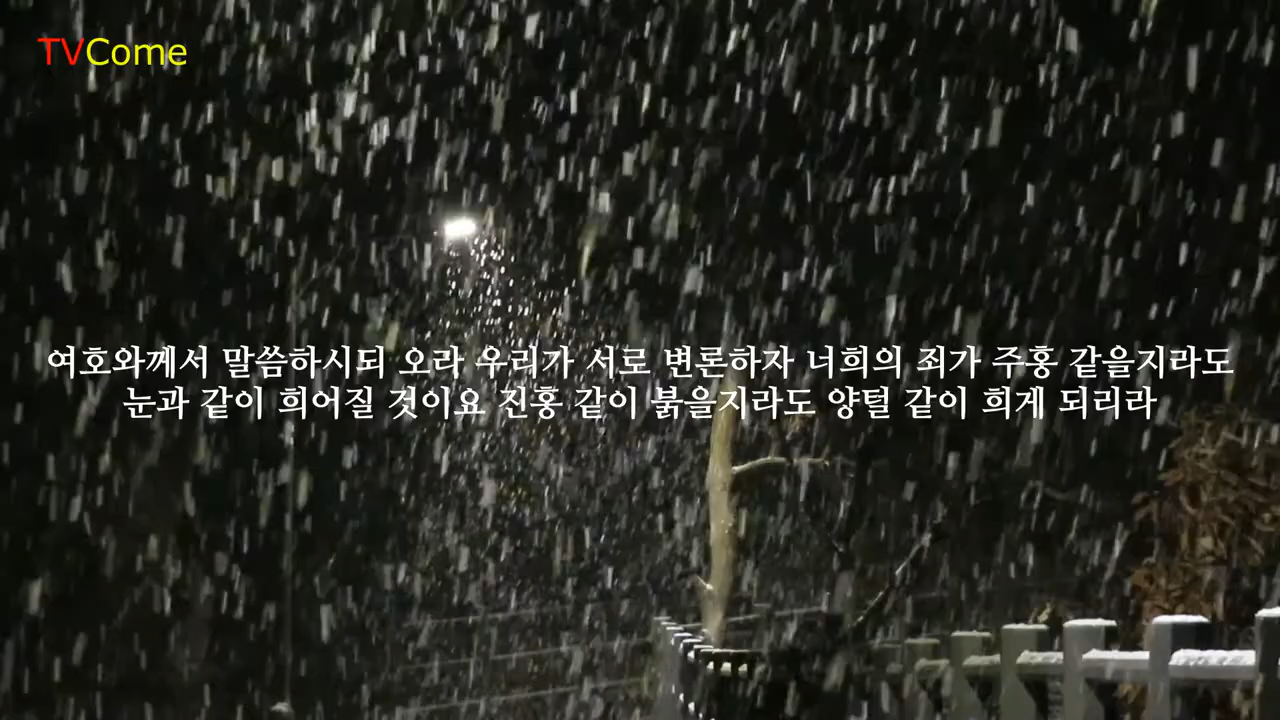 TVCome
여호와께서 말씀하시되 오라 우리가 서로 변론하자 너희의 죄가 주홍 같을지라도
눈과 같이 희어질 것이요 진홍 같이 붉을지라도 양털 같이 희게 되리라